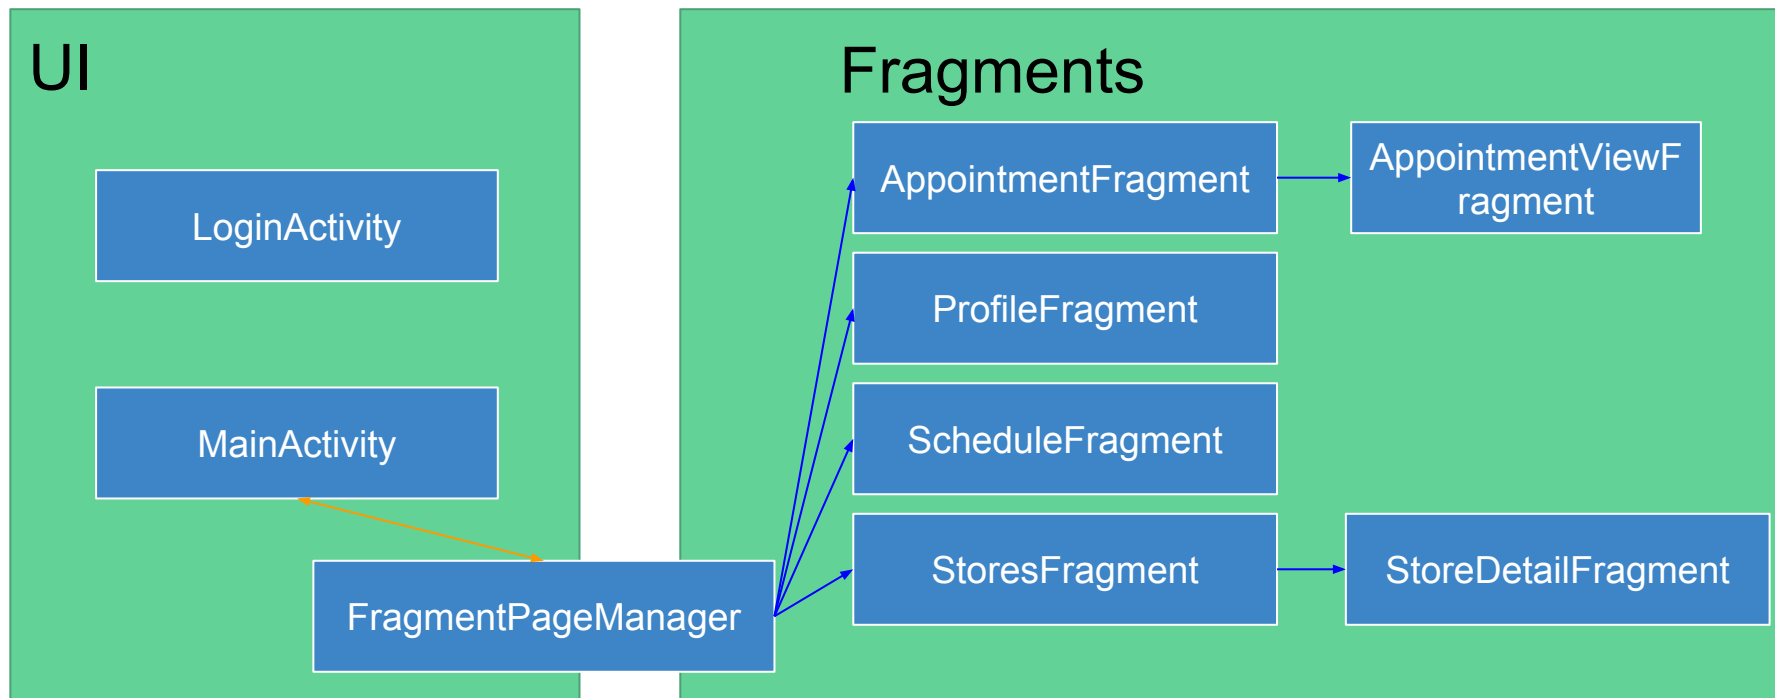 UI
LoginActivity
MainActivity
FragmentPageManager
Fragments
AppointmentFragment
AppointmentViewF
ragment
ProfileFragment
ScheduleFragment
StoresFragment
StoreDetailFragment